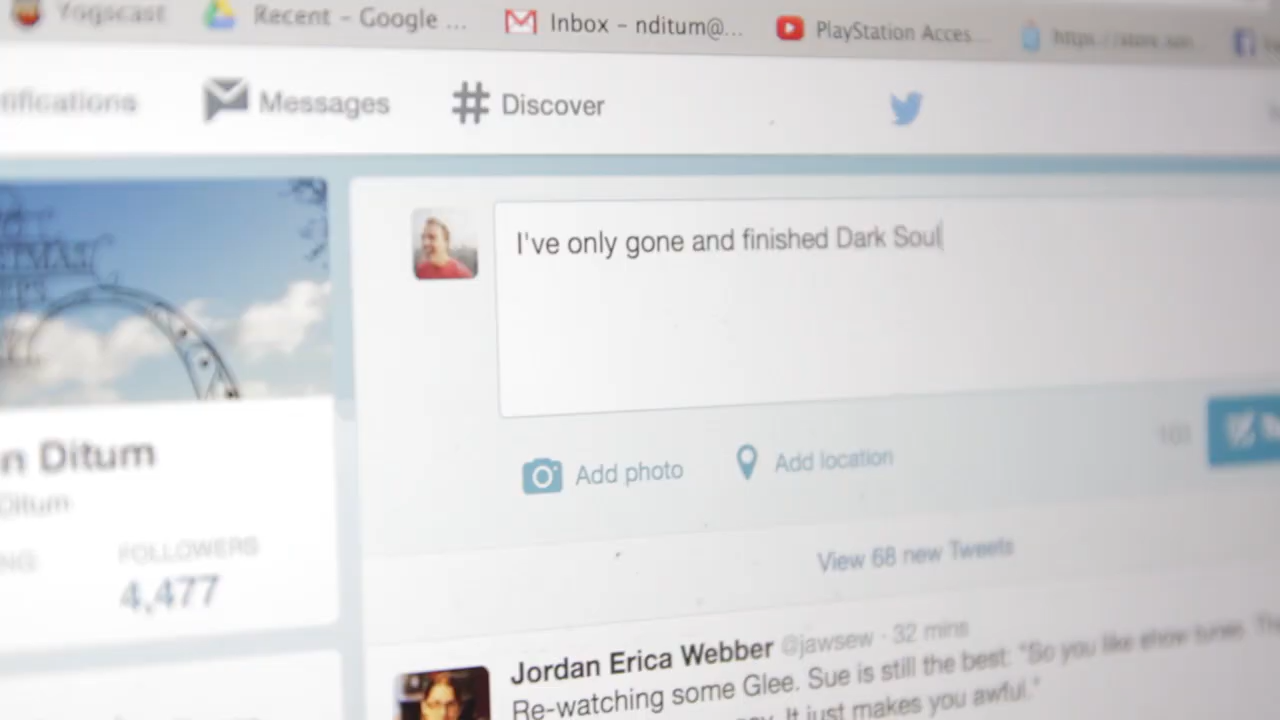 Yogscast
Recent - Google ...
Inbox - nditum@...
PlayStation Acces
Messages
Discover
I've only gone and finished Dark Soul
n Ditum
Ditum
Add photo
Add location
FOLLOWERS
4,477
View 68 new Tweets
Jordan Erica Webber @jawsew · 32 mins
Re-watching some Glee. Sue is still the best: "So you like show tunes.
It just makes you awful."